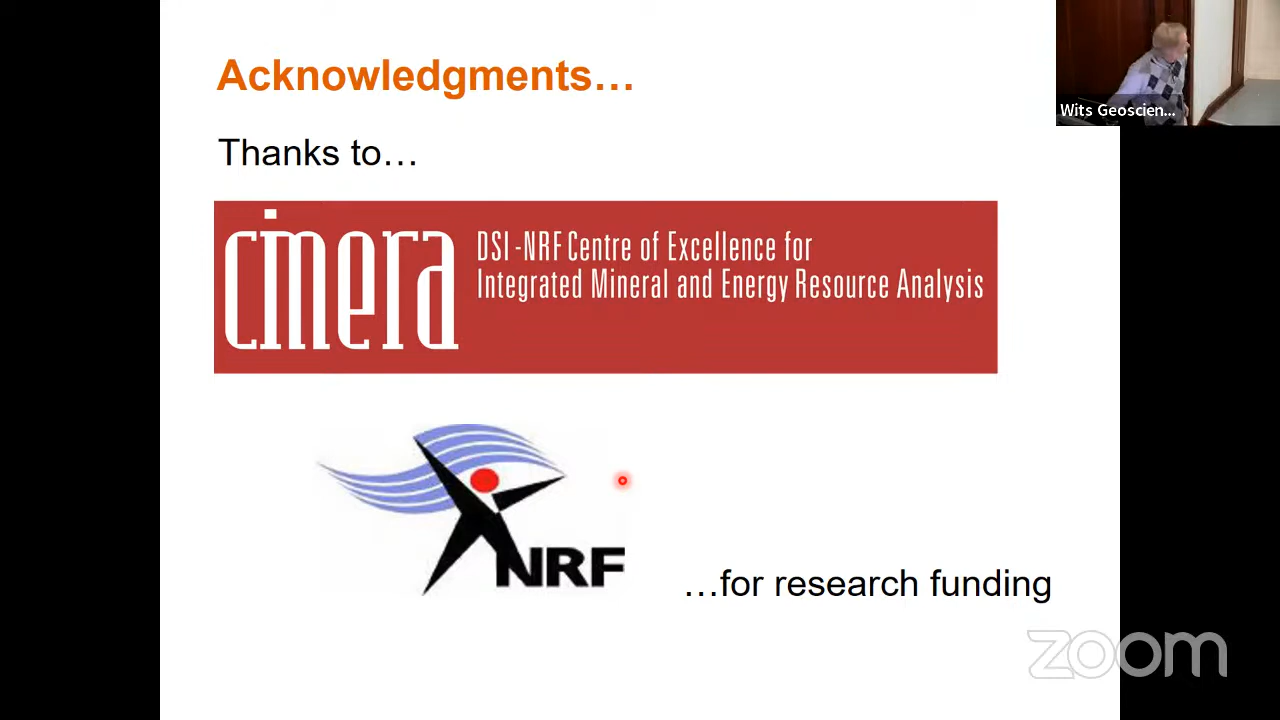 Acknowledgments…
Wits Geoscien...
Thanks to…
cimera
DSI-NRF Centre of Excellence for
Integrated Mineral and Energy Resource Analysis
NRF
…for research funding
zoom